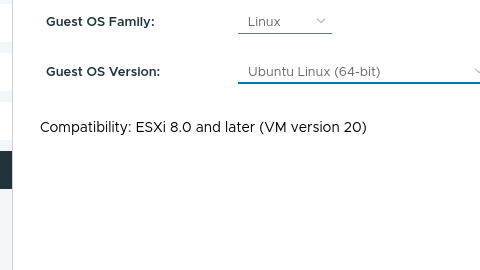 Guest OS Family: Linux
Guest OS Version: Ubuntu Linux (64-bit)
Compatibility: ESXi 8.0 and later (VM version 20)